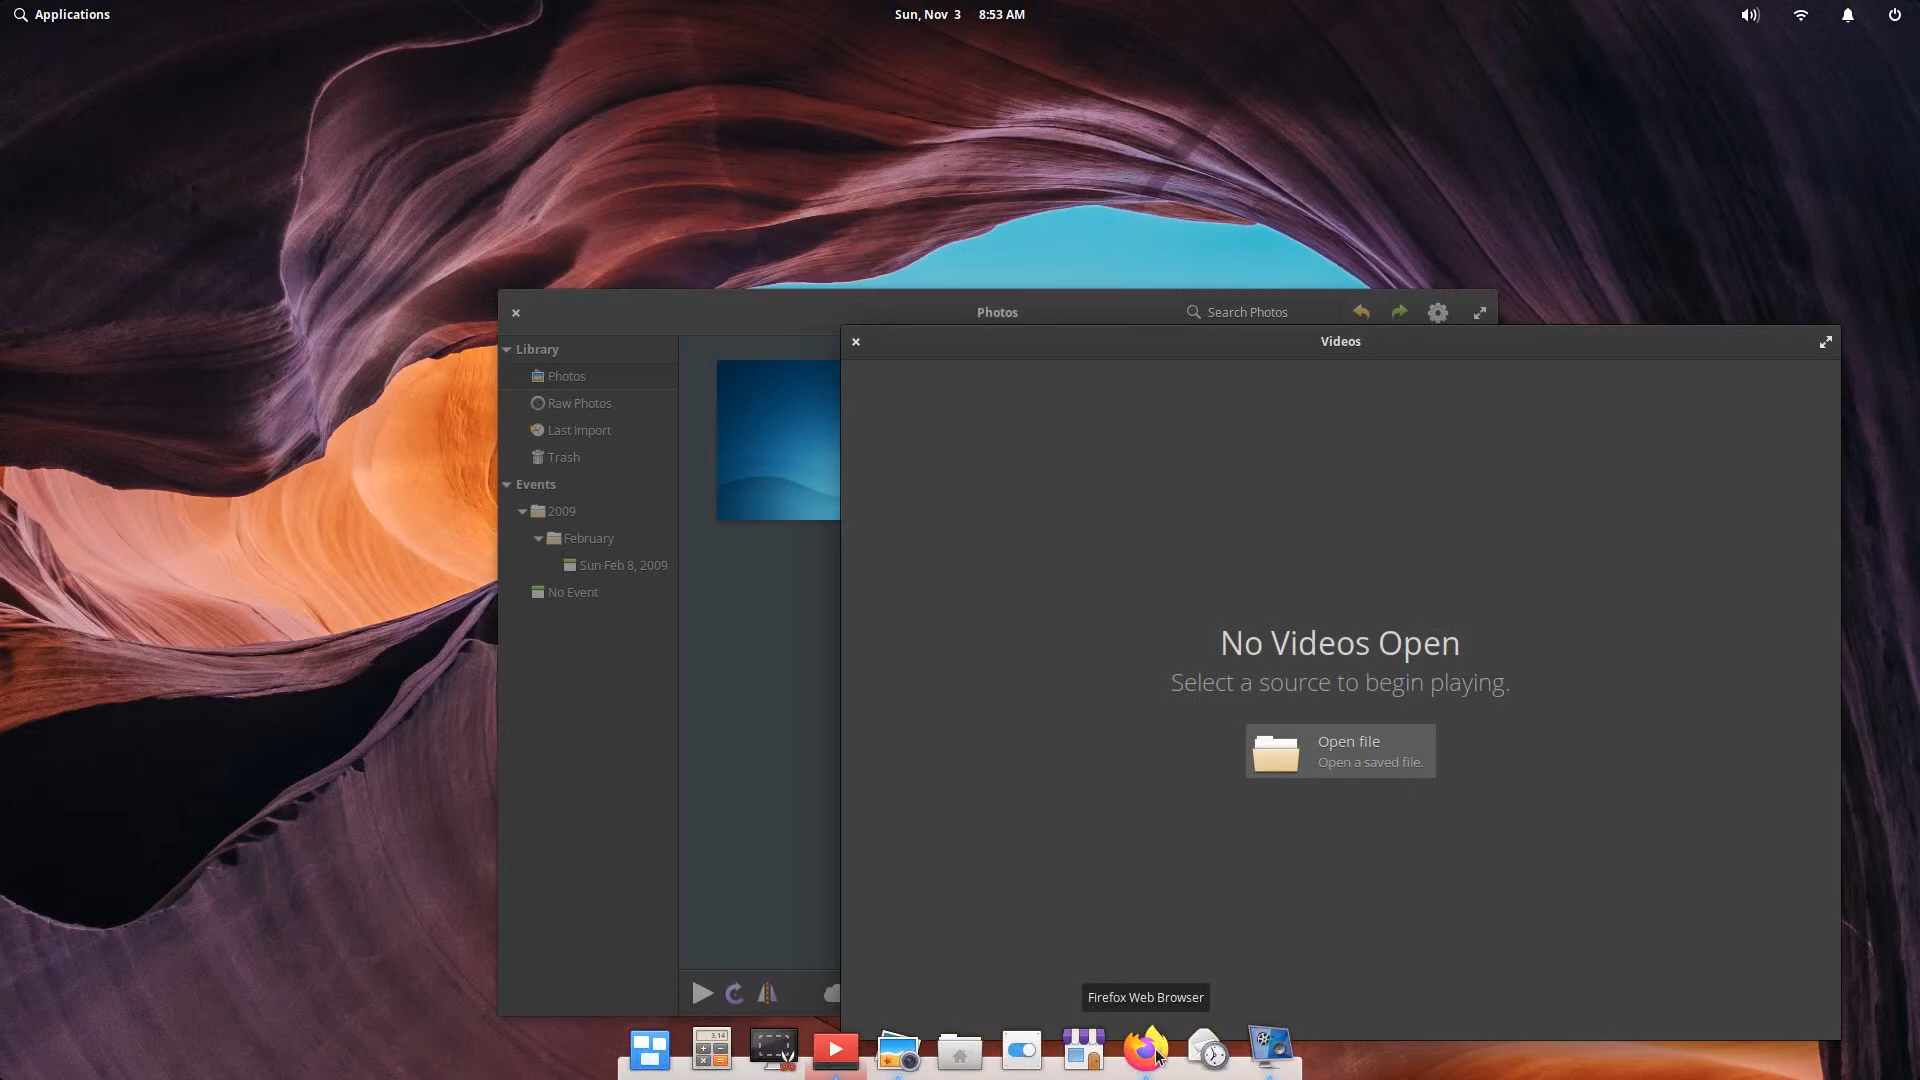 Applications
Sun, Nov 3 8:53 AM
Photos
Search Photos
Videos
Library
Photos
Raw Photos
Last Import
Trash
Events
2009
February
Sun Feb 8, 2009
No Event
No Videos Open
Select a source to begin playing.
Open file
Open a saved file.
Firefox Web Browser
3.14